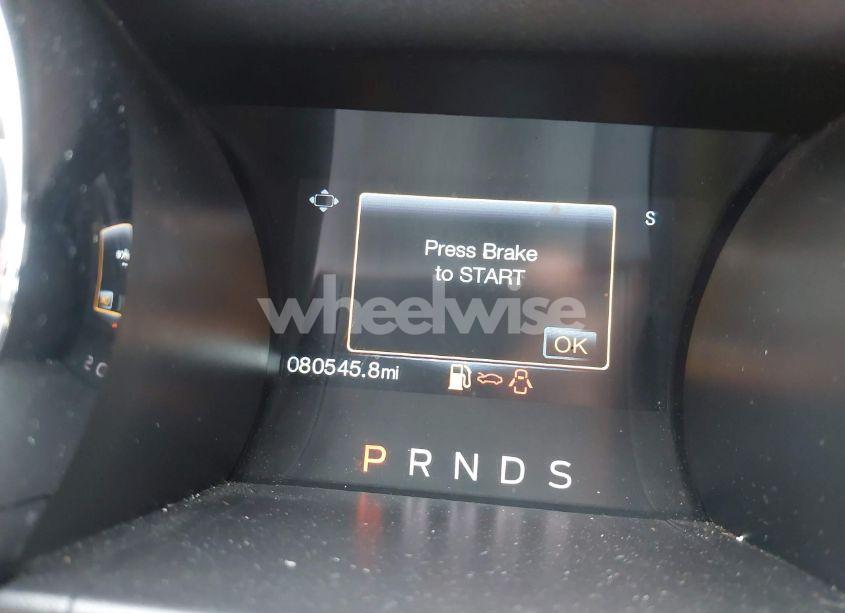 S
Press Brake
to START
wheelwise
OK
080545.8mi
P R N D S